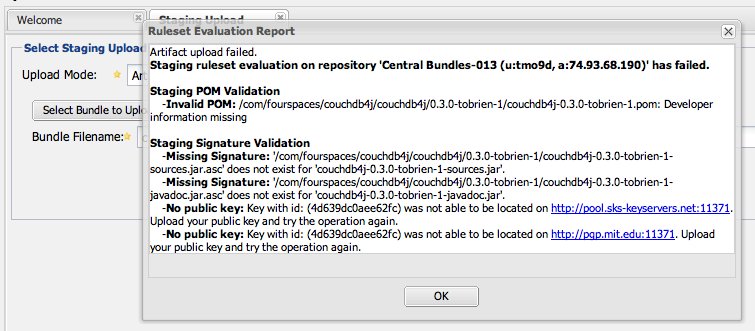 Welcome
Staging Upload
Ruleset Evaluation Report
Select Staging Upload
Upload Mode:
Select Bundle to Uplo
Bundle Filename:
Artifact upload failed.
Staging ruleset evaluation on repository 'Central Bundles-013 (u:tmo9d, a:74.93.68.190)' has failed.
Staging POM Validation
-Invalid POM: /com/fourspaces/couchdb4j/couchdb4j/0.3.0-tobrien-1/couchdb4j-0.3.0-tobrien-1.pom: Developer
information missing
Staging Signature Validation
-Missing Signature: '/com/fourspaces/couchdb4j/couchdb4j/0.3.0-tobrien-1/couchdb4j-0.3.0-tobrien-1-
sources.jar.asc' does not exist for 'couchdb4j-0.3.0-tobrien-1-sources.jar'.
-Missing Signature: '/com/fourspaces/couchdb4j/couchdb4j/0.3.0-tobrien-1/couchdb4j-0.3.0-tobrien-1-
javadoc.jar.asc' does not exist for 'couchdb4j-0.3.0-tobrien-1-javadoc.jar'.
-No public key: Key with id: (4d639dc0aee62fc) was not able to be located on http://pool.sks-keyservers.net:11371.
Upload your public key and try the operation again.
-No public key: Key with id: (4d639dc0aee62fc) was not able to be located on http://pgp.mit.edu:11371. Upload
your public key and try the operation again.
OK